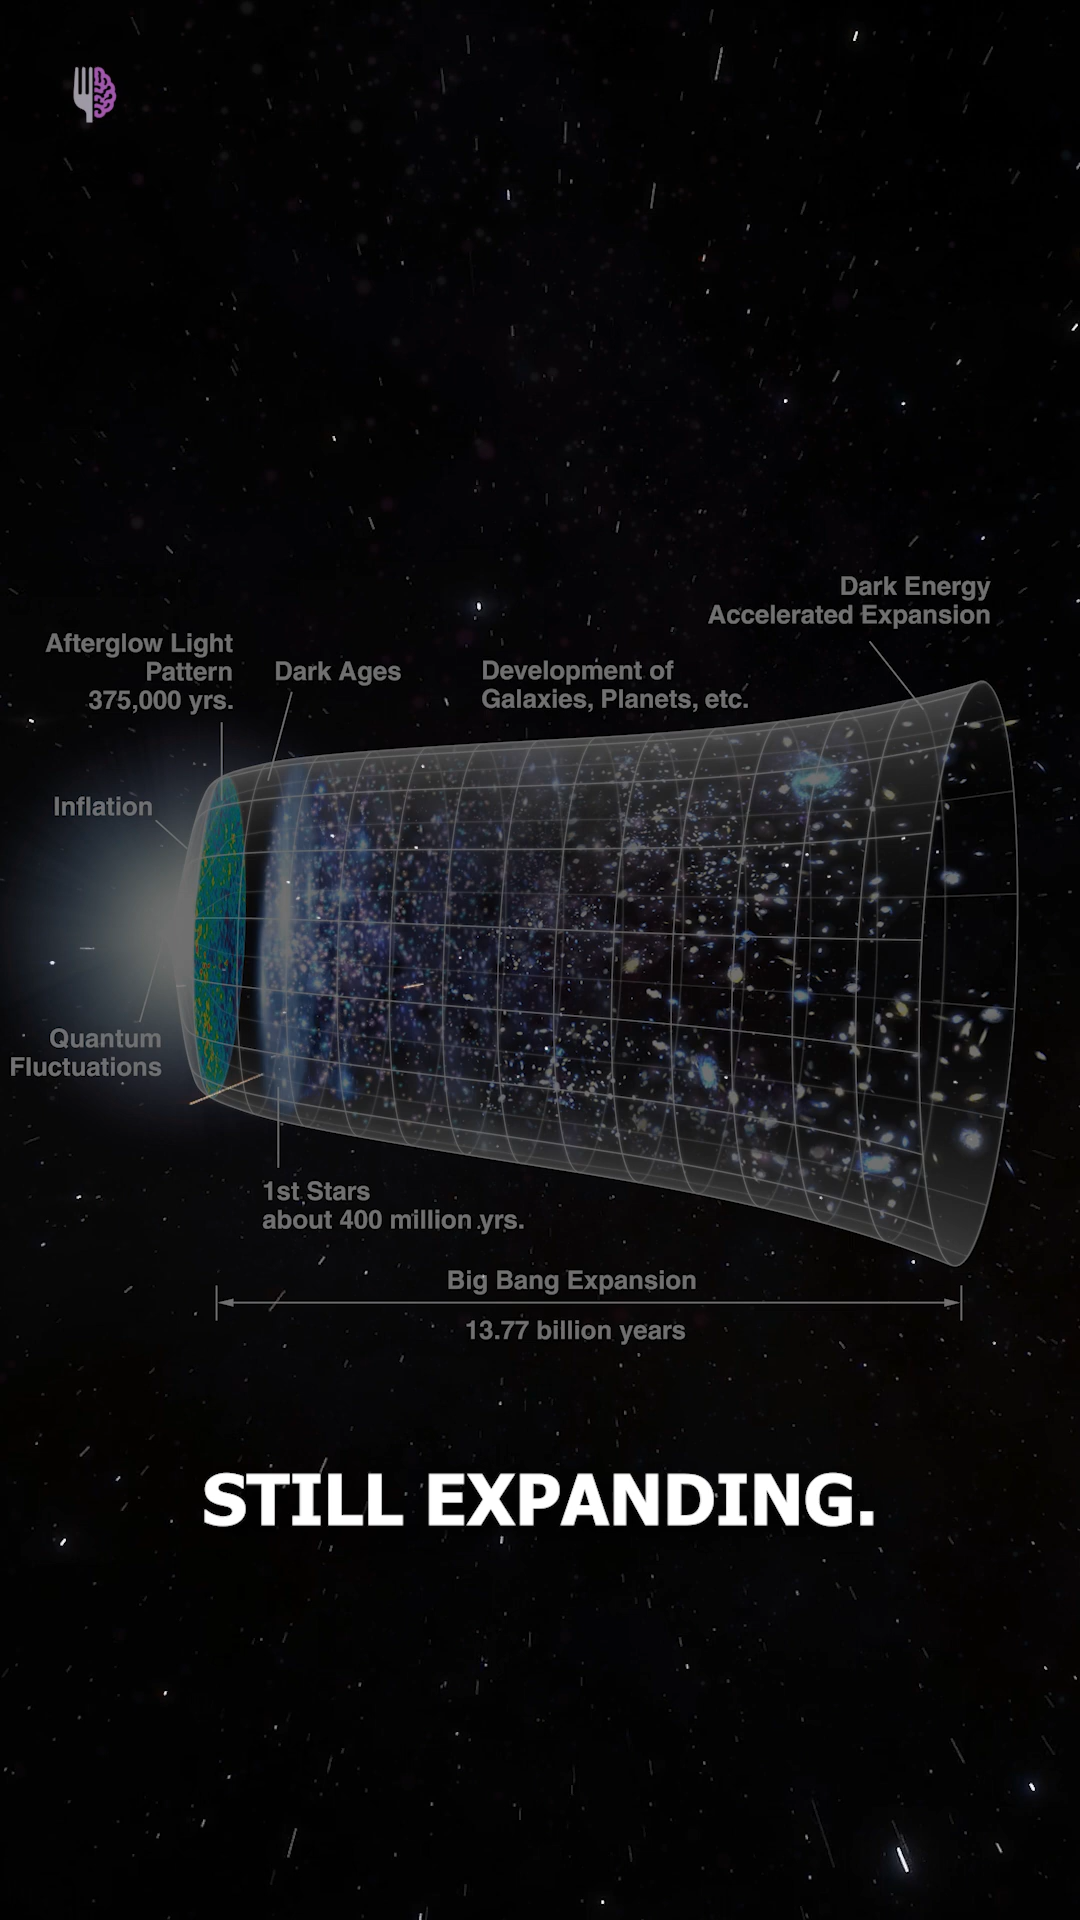 Dark Energy
Accelerated Expansion
Afterglow Light
Pattern
375,000 yrs.
Dark Ages
Development of
Galaxies, Planets, etc.
Inflation
Quantum
Fluctuations
1st Stars
about 400 million yrs.
Big Bang Expansion
13.77 billion years
STILL EXPANDING.